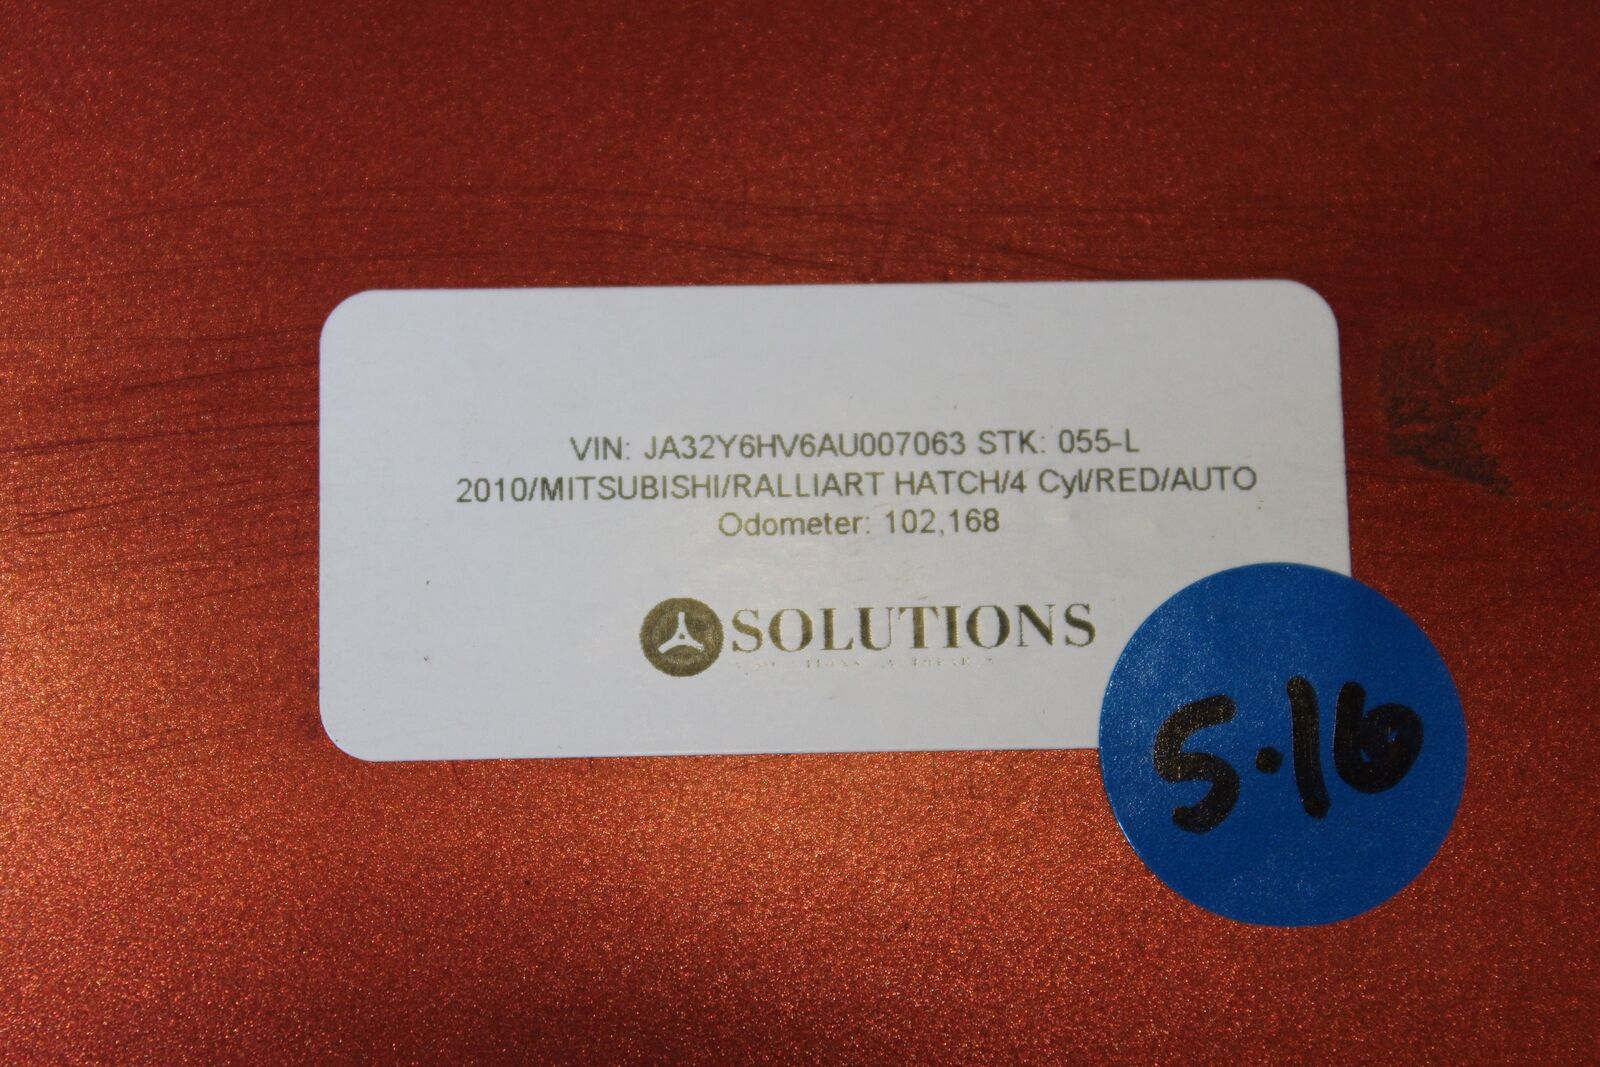 VIN: JA32Y6HV6AU007063 STK: 055-L
2010/MITSUBISHI/RALLIART HATCH/4 Cyl/RED/AUTO
Odometer: 102,168
SOLUTIONS
5.16